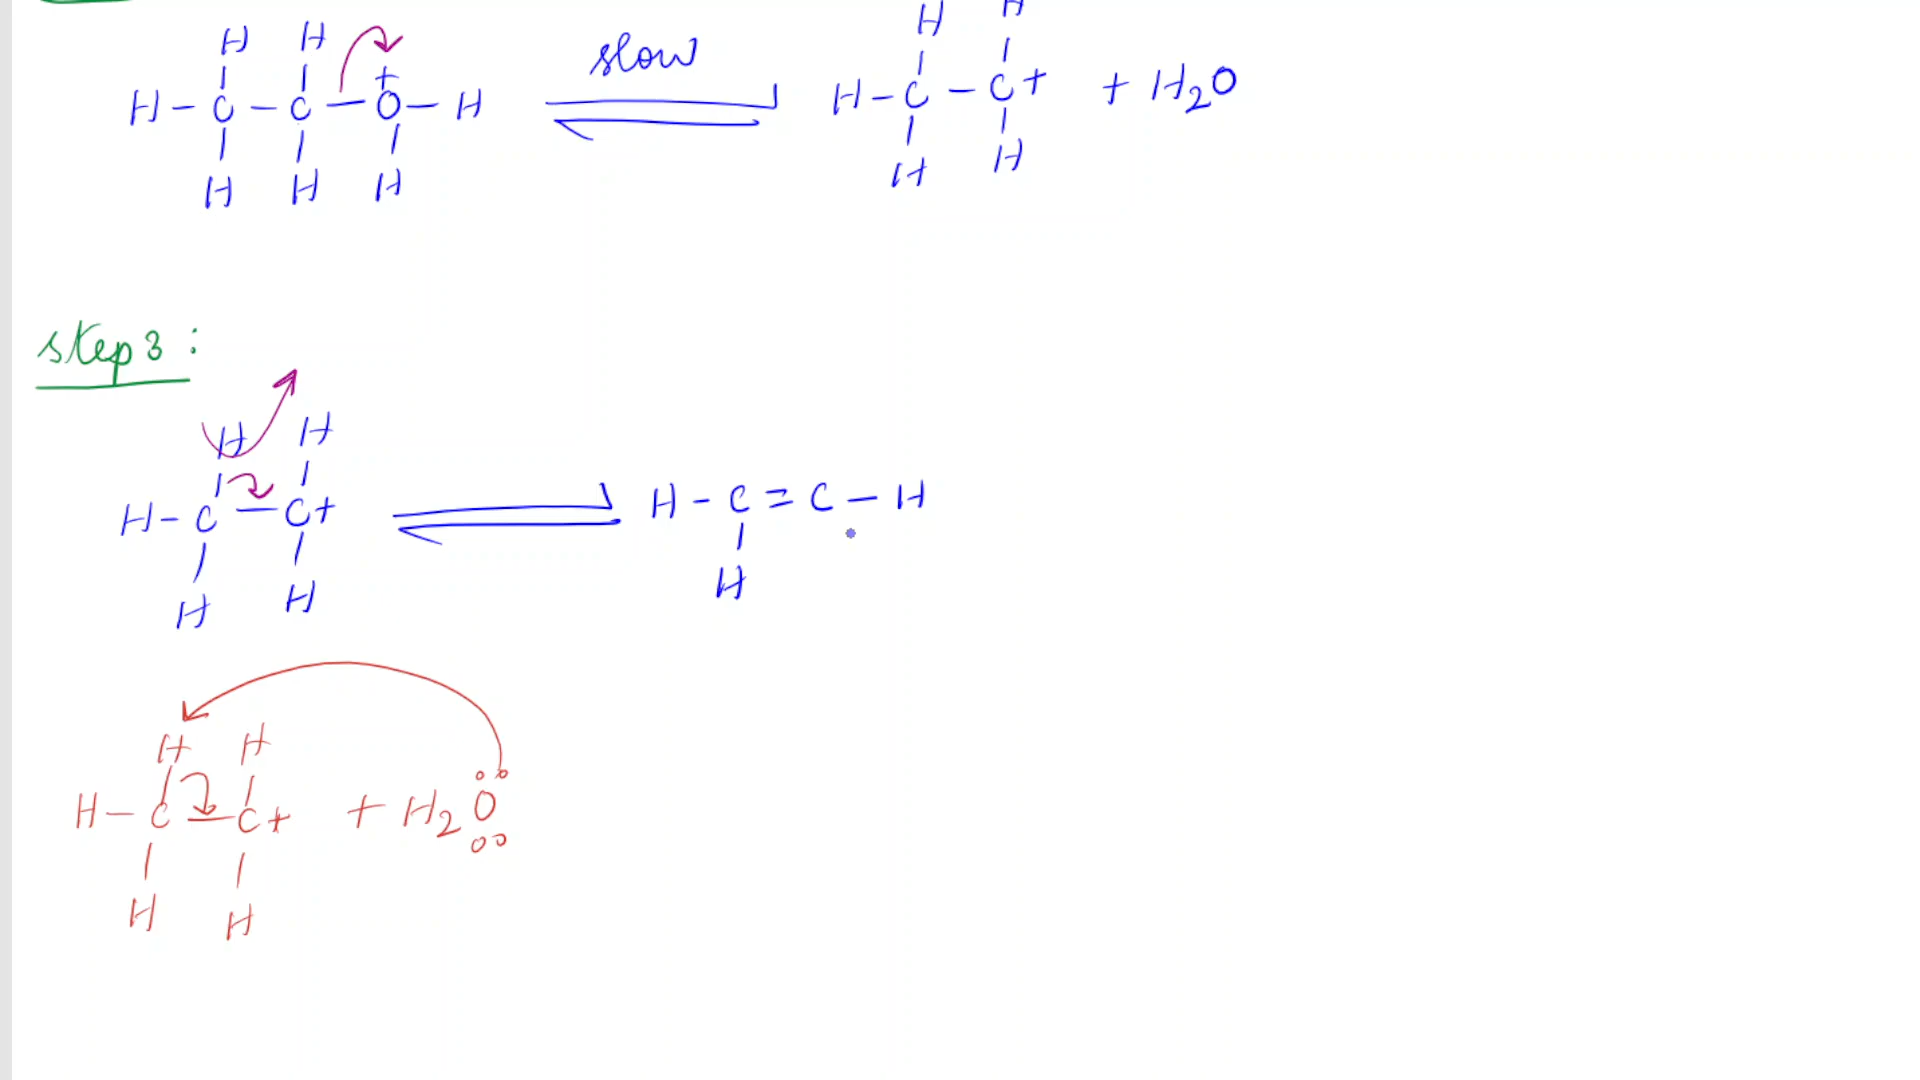 H H
H – C – C – O⁺ – H slow ⇌ H – C – C+ + H₂O
H H H
H H
H H
step 3 :
H H
H – C – C+ ⇌ H – C = C – H
H H
H
H H
H – C – C+ + H₂O
H H